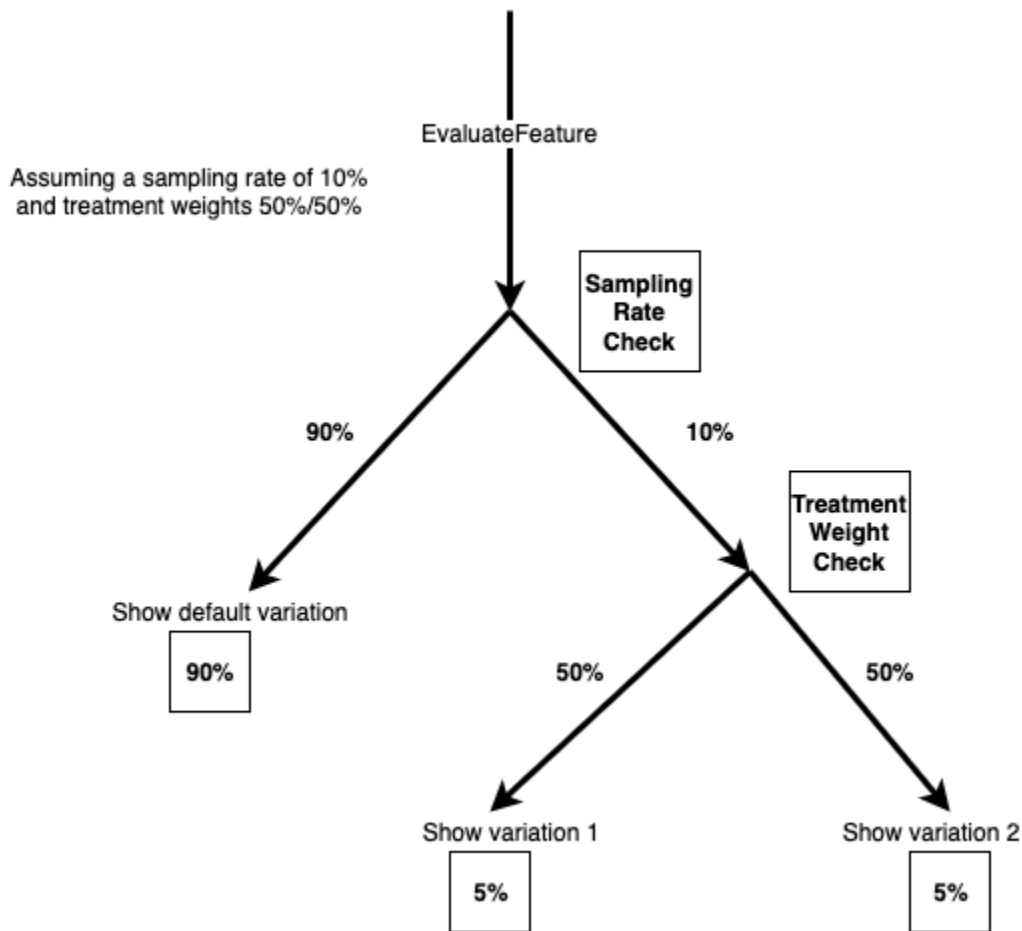 EvaluateFeature
Assuming a sampling rate of 10%
and treatment weights 50%/50%
Sampling
Rate
Check
90%
10%
Treatment
Weight
Check
Show default variation
90%
50%
50%
Show variation 1
Show variation 2
5%
5%